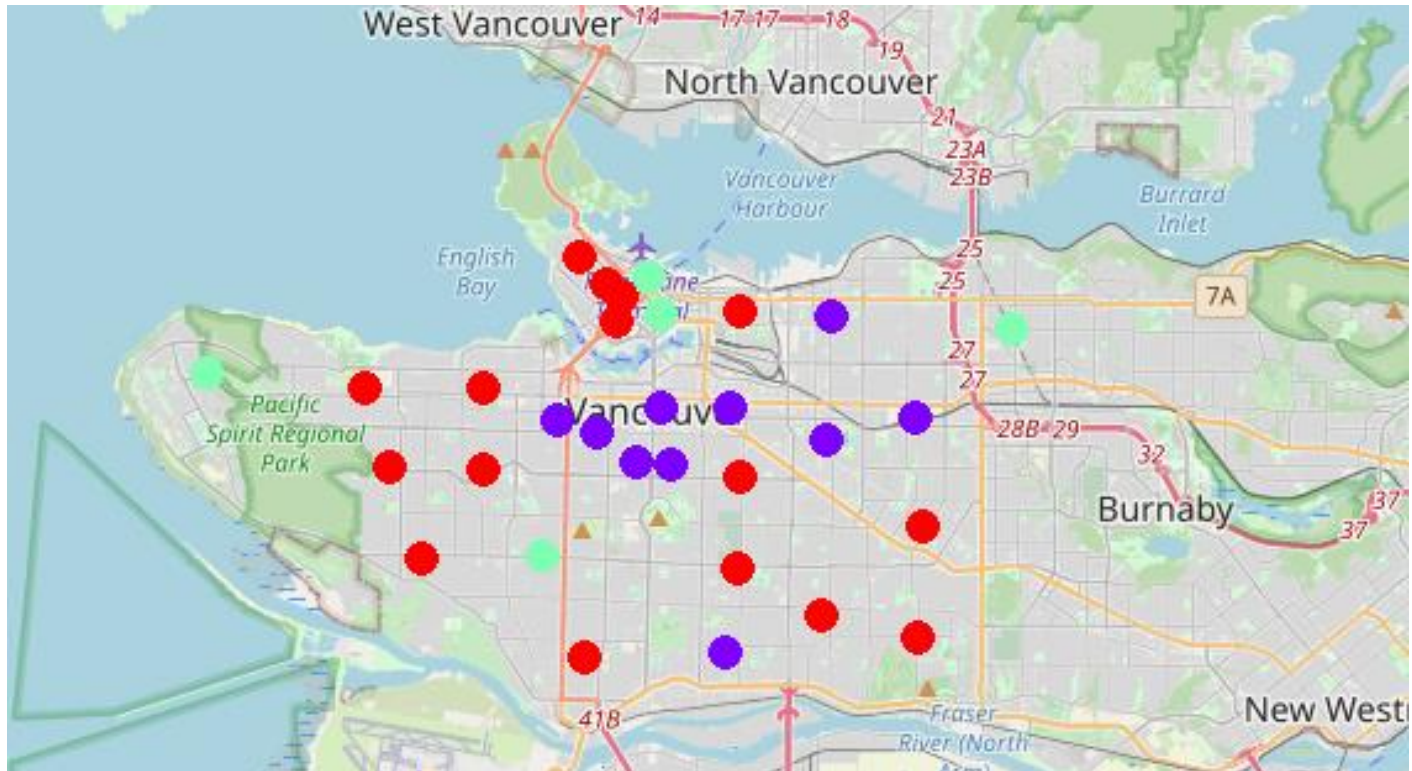 West Vancouver
14
17 17
18
19
North Vancouver
21
23A
23B
Vancouver
Harbour
Burrard
Inlet
English
Bay
25
25
7A
27
27
Pacific
Spirit Regional
Park
28B 29
32
37
37
Burnaby
41B
New West
Fraser
River (North
Arm)